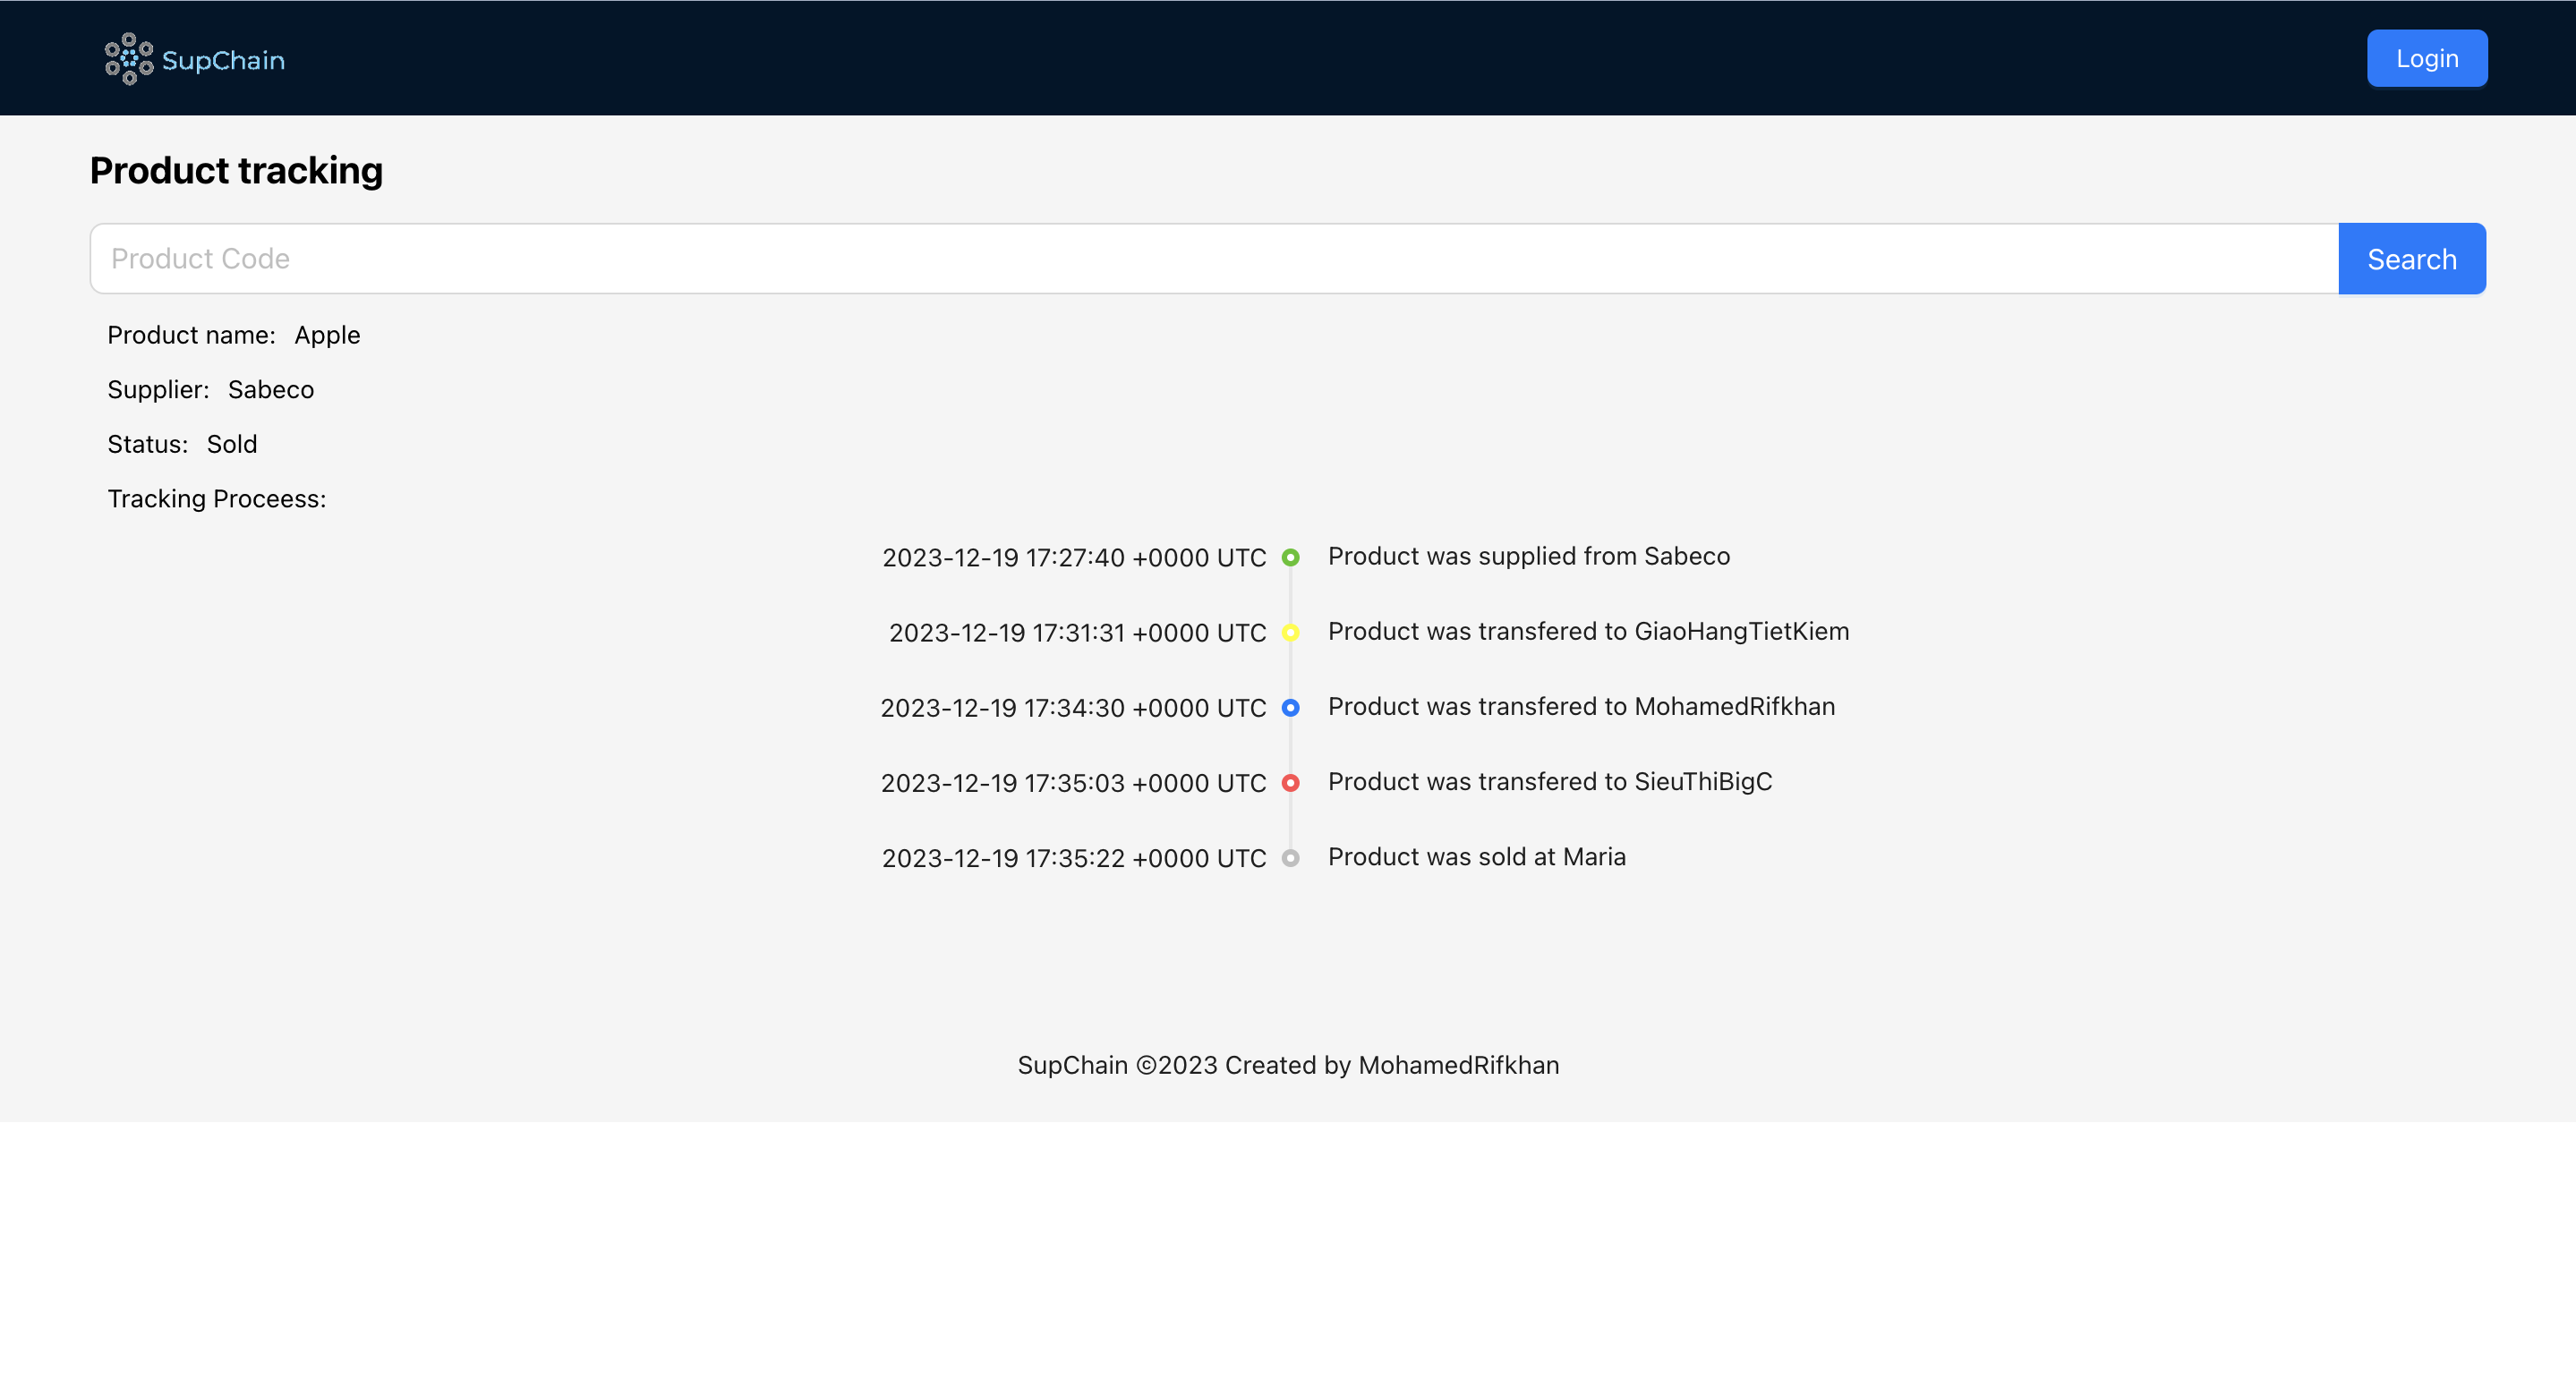 SupChain
Login
Product tracking
Product Code
Search
Product name: Apple
Supplier: Sabeco
Status: Sold
Tracking Proceess:
2023-12-19 17:27:40 +0000 UTC Product was supplied from Sabeco
2023-12-19 17:31:31 +0000 UTC Product was transfered to GiaoHangTietKiem
2023-12-19 17:34:30 +0000 UTC Product was transfered to MohamedRifkhan
2023-12-19 17:35:03 +0000 UTC Product was transfered to SieuThiBigC
2023-12-19 17:35:22 +0000 UTC Product was sold at Maria
SupChain ©2023 Created by MohamedRifkhan